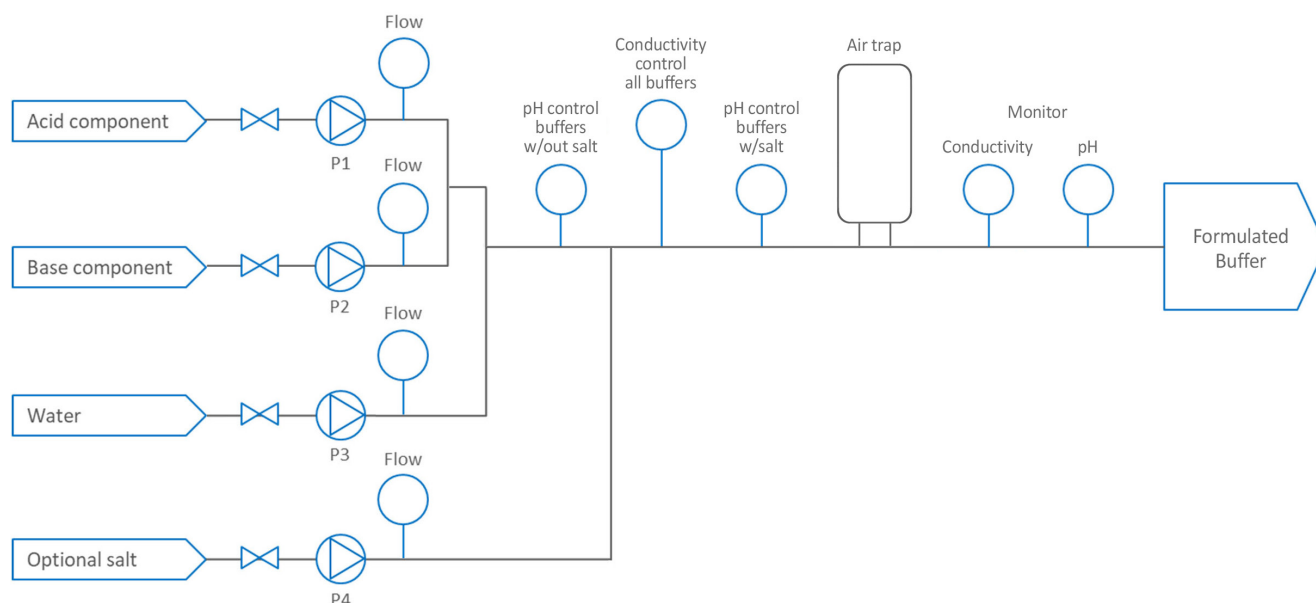 Flow
Acid component
P1
Flow
Base component
P2
Flow
Water
P3
Flow
Optional salt
P4
pH control
buffers
w/out salt
Conductivity
control
all buffers
pH control
buffers
w/salt
Air trap
Monitor
Conductivity
pH
Formulated
Buffer